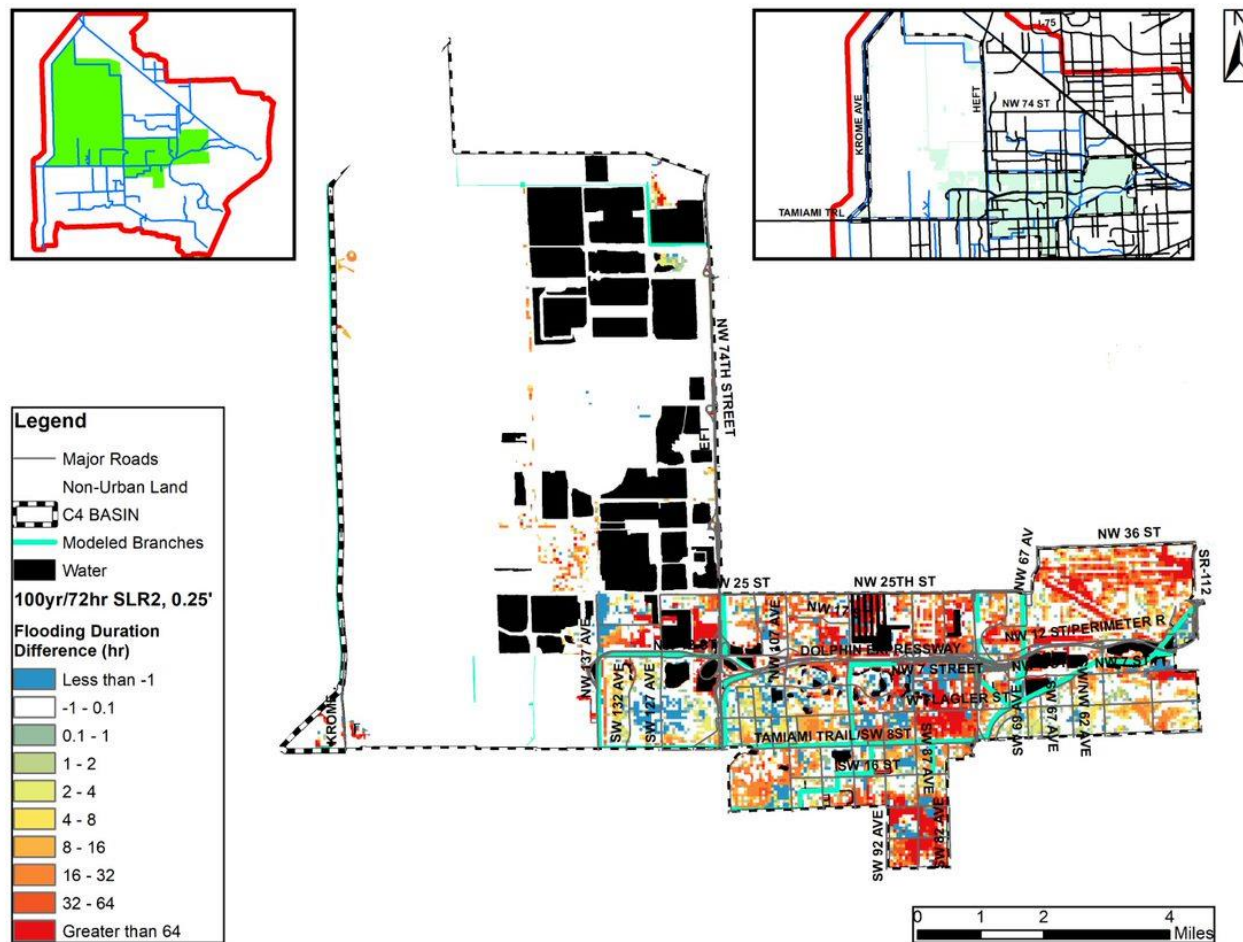 I-75
N
NW 74 ST
HEFT
KROME AVE
TAMIAMI TRL
NW 74TH STREET
EFT
Legend
Major Roads
Non-Urban Land
C4 BASIN
Modeled Branches
Water
100yr/72hr SLR2, 0.25'
Flooding Duration
Difference (hr)
Less than -1
-1 - 0.1
0.1 - 1
1 - 2
2 - 4
4 - 8
8 - 16
16 - 32
32 - 64
Greater than 64
NW 36 ST
NW 67 AV
SR-112
W 25 ST
NW 25TH ST
NW 12
NW 107 AVE
NW 137 AVE
NW 12 ST/PERIMETER R
DOLPHIN EXPRESSWAY
NW 7 STREET
NW 7 ST
W FLAGLER ST
SW 132 AVE
SW 127 AVE
SW 69 AVE
SW 67 AVE
SW/NW 62 AVE
KROME
TAMIAMI TRAIL/SW 8ST
SW 87 AVE
SW 16 ST
SW 92 AVE
0 1 2 4
Miles